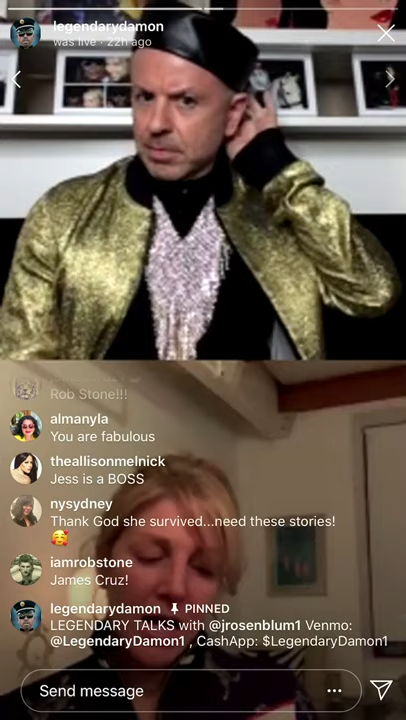 legendarydamon
was live · 22h ago
Rob Stone!!!
almanyla
You are fabulous
theallisonmelnick
Jess is a BOSS
nysydney
Thank God she survived...need these stories!
🥰
iamrobstone
James Cruz!
legendarydamon 📌 PINNED
LEGENDARY TALKS with @jrosenblum1 Venmo:
@LegendaryDamon1 , CashApp: $LegendaryDamon1
Send message